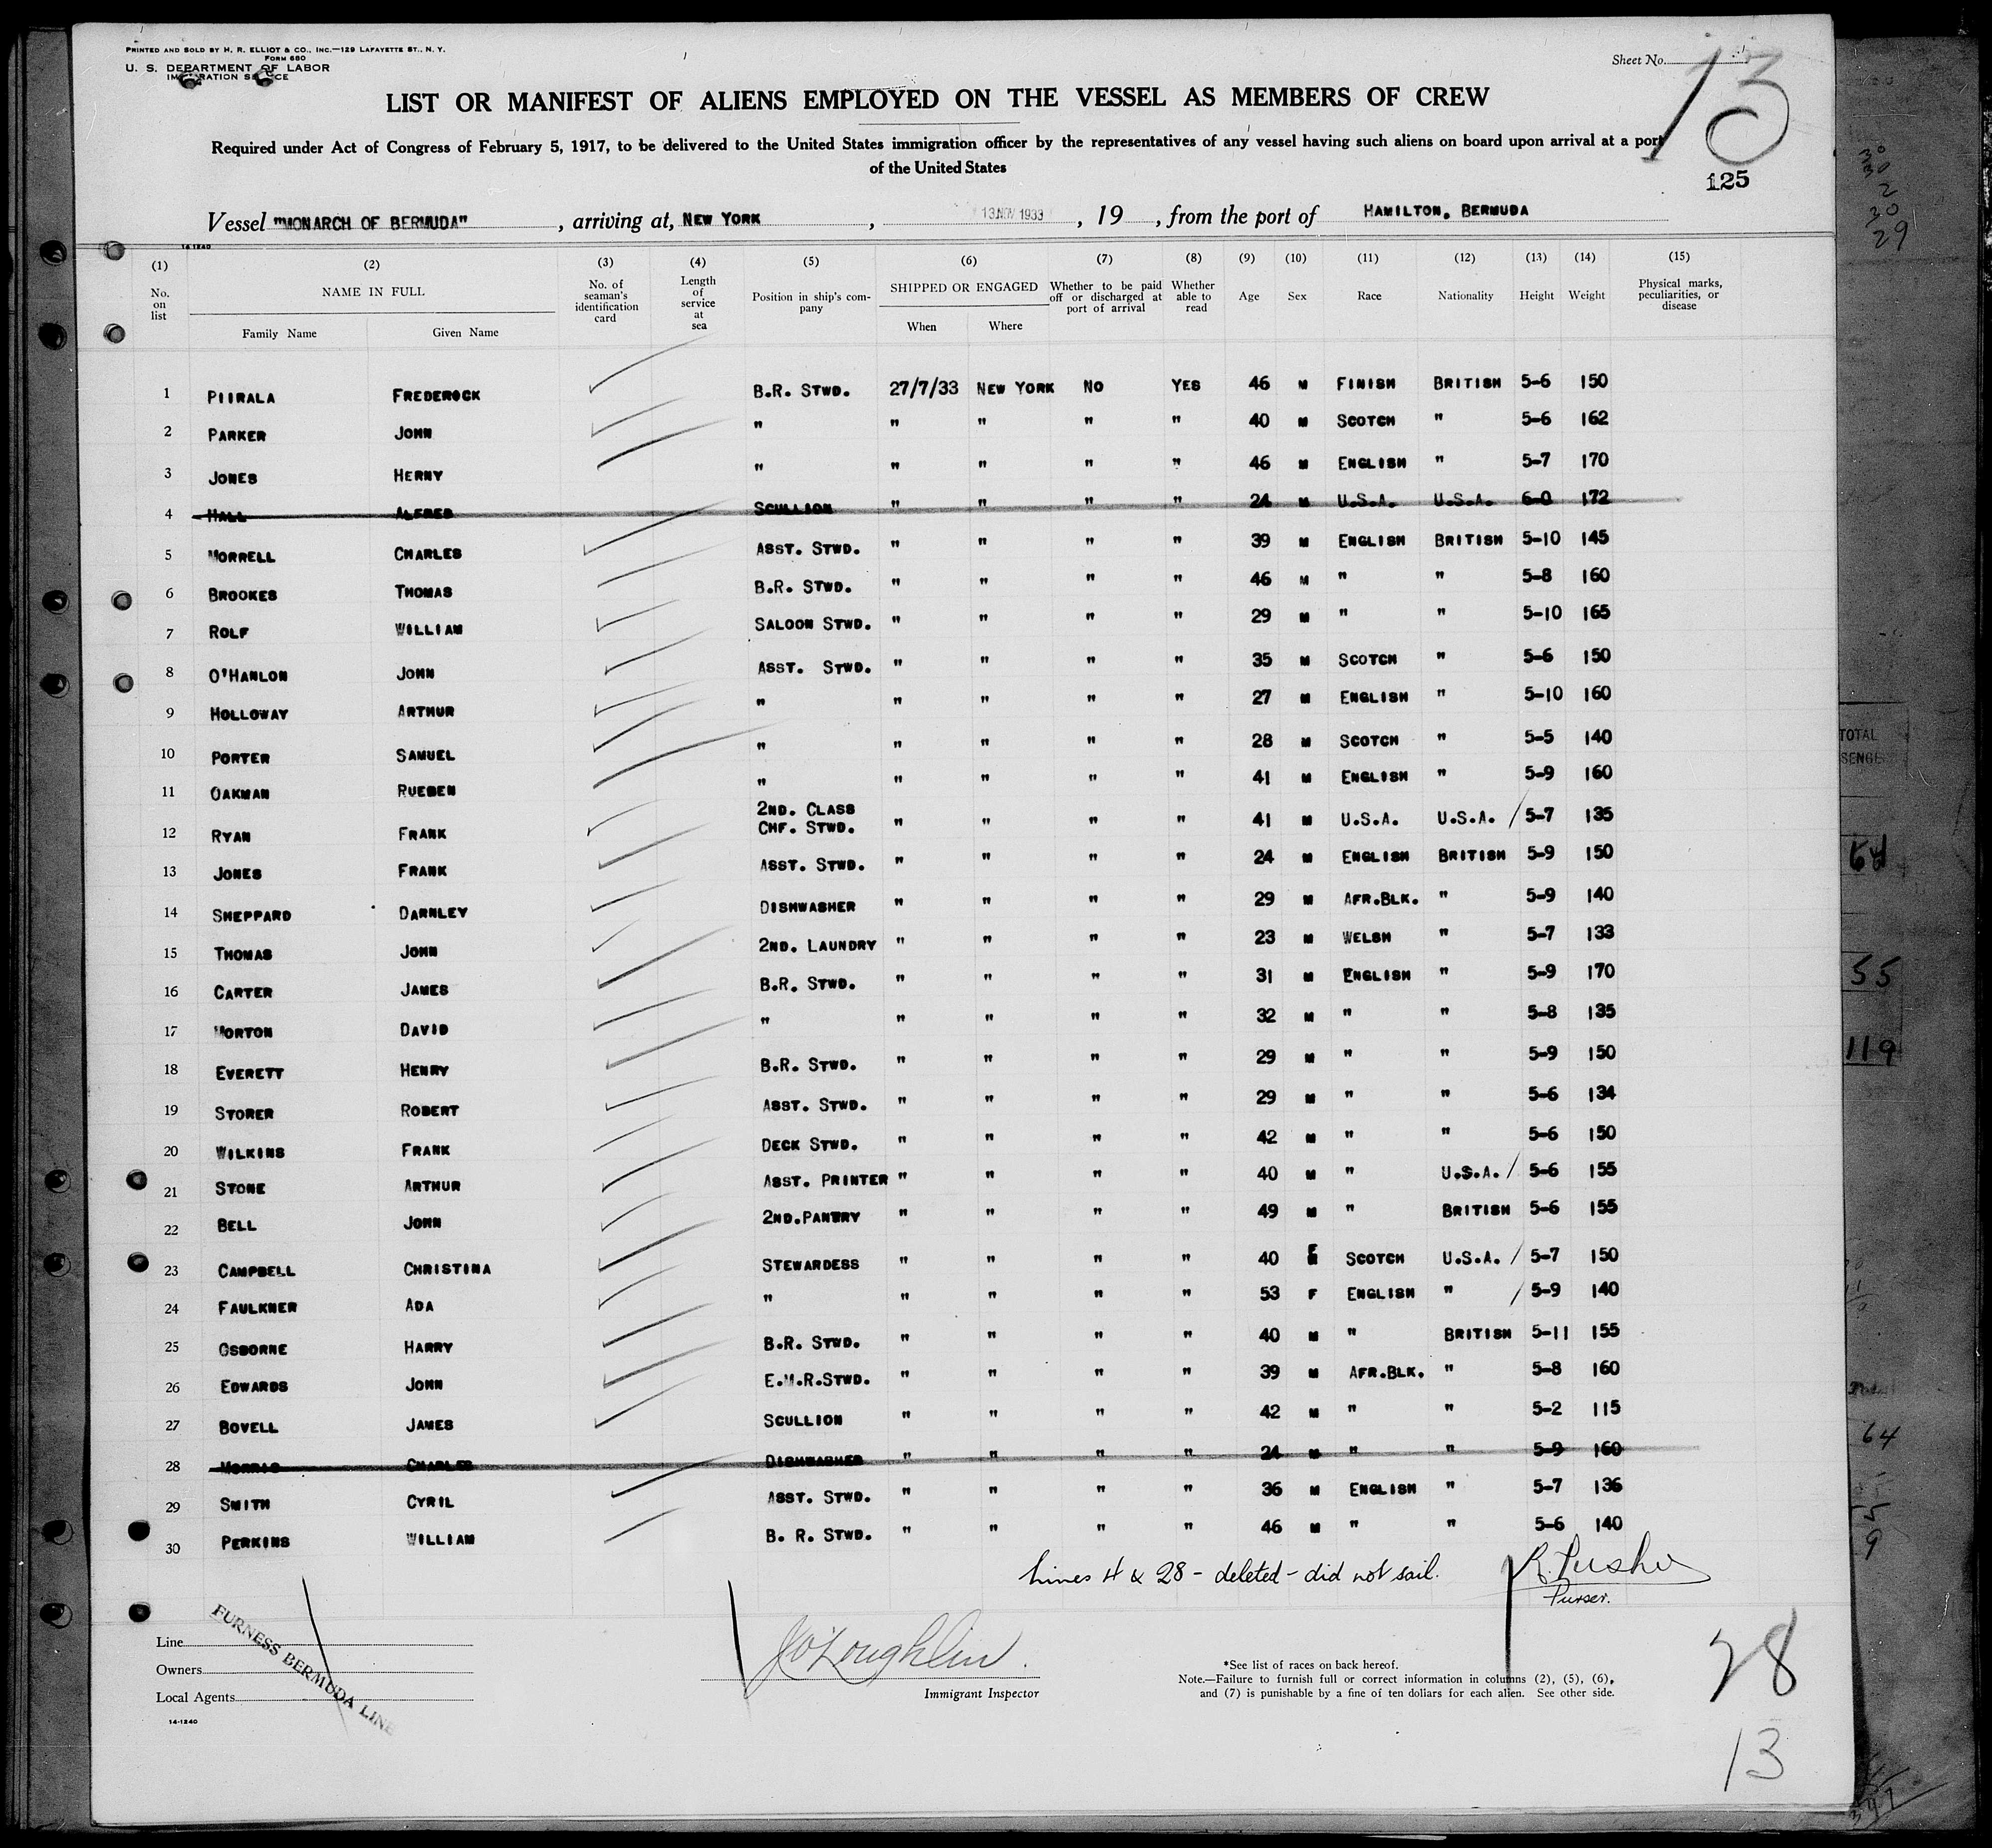 PRINTED AND SOLD BY H. R. ELLIOT & CO., INC.—129 LAFAYETTE ST., N. Y.
FORM 680
U. S. DEPARTMENT OF LABOR
IMMIGRATION SERVICE
Sheet No.
13
LIST OR MANIFEST OF ALIENS EMPLOYED ON THE VESSEL AS MEMBERS OF CREW
Required under Act of Congress of February 5, 1917, to be delivered to the United States immigration officer by the representatives of any vessel having such aliens on board upon arrival at a port
of the United States
125
Vessel "MONARCH OF BERMUDA" , arriving at, NEW YORK , 13 NOV 1933 , 19 , from the port of HAMILTON, BERMUDA
14-1240
(1) (2) (3) (4) (5) (6) (7) (8) (9) (10) (11) (12) (13) (14) (15)
No. on list NAME IN FULL Family Name Given Name No. of seaman's identification card Length of service at sea Position in ship's company SHIPPED OR ENGAGED When Where Whether to be paid off or discharged at port of arrival Whether able to read Age Sex Race Nationality Height Weight Physical marks, peculiarities, or disease
1 PIIRALA FREDEROCK B.R. STWD. 27/7/33 NEW YORK NO YES 46 M FINISH BRITISH 5-6 150
2 PARKER JOHN " " " " " 40 M SCOTCH " 5-6 162
3 JONES HERNY " " " " " 46 M ENGLISH " 5-7 170
4 HALL ALFRED SCULLION " " " " 24 M U.S.A. U.S.A. 6-0 172
5 MORRELL CHARLES ASST. STWD. " " " " 39 M ENGLISH BRITISH 5-10 145
6 BROOKES THOMAS B.R. STWD. " " " " 46 M " " 5-8 160
7 ROLF WILLIAM SALOON STWD. " " " " 29 M " " 5-10 165
8 O'HANLON JOHN ASST. STWD. " " " " 35 M SCOTCH " 5-6 150
9 HOLLOWAY ARTHUR " " " " " 27 M ENGLISH " 5-10 160
10 PORTER SAMUEL " " " " " 28 M SCOTCH " 5-5 140
11 OAKMAN RUEBEN " " " " " 41 M ENGLISH " 5-9 160
12 RYAN FRANK 2ND. CLASS CHF. STWD. " " " " 41 M U.S.A. U.S.A. / 5-7 135
13 JONES FRANK ASST. STWD. " " " " 24 M ENGLISH BRITISH 5-9 150
14 SHEPPARD DARNLEY DISHWASHER " " " " 29 M AFR.BLK. " 5-9 140
15 THOMAS JOHN 2ND. LAUNDRY " " " " 23 M WELSH " 5-7 133
16 CARTER JAMES B.R. STWD. " " " " 31 M ENGLISH " 5-9 170
17 HORTON DAVID " " " " " 32 M " " 5-8 135
18 EVERETT HENRY B.R. STWD. " " " " 29 M " " 5-9 150
19 STORER ROBERT ASST. STWD. " " " " 29 M " " 5-6 134
20 WILKINS FRANK DECK STWD. " " " " 42 M " " 5-6 150
21 STONE ARTHUR ASST. PRINTER " " " " 40 M " U.S.A. / 5-6 155
22 BELL JOHN 2ND.PANTRY " " " " 49 M " BRITISH 5-6 155
23 CAMPBELL CHRISTINA STEWARDESS " " " " 40 F SCOTCH U.S.A. / 5-7 150
24 FAULKNER ADA " " " " " 53 F ENGLISH " / 5-9 140
25 OSBORNE HARRY B.R. STWD. " " " " 40 M " BRITISH 5-11 155
26 EDWARDS JOHN E.M.R.STWD. " " " " 39 M AFR.BLK. " 5-8 160
27 BOVELL JAMES SCULLION " " " " 42 M " " 5-2 115
28 MORRIS CHARLES DISHWASHER " " " " 24 M " " 5-9 160
29 SMITH CYRIL ASST. STWD. " " " " 36 M ENGLISH " 5-7 136
30 PERKINS WILLIAM B. R. STWD. " " " " 46 M " " 5-6 140
Lines 4 & 28 - deleted - did not sail.
Purser.
Line
Owners
Local Agents
FURNESS BERMUDA LINE
14-1240
J O'Loughlin.
Immigrant Inspector
*See list of races on back hereof.
Note.—Failure to furnish full or correct information in columns (2), (5), (6),
and (7) is punishable by a fine of ten dollars for each alien. See other side.
28
13
30
30
2
30
29
TOTAL
64
55
119
64